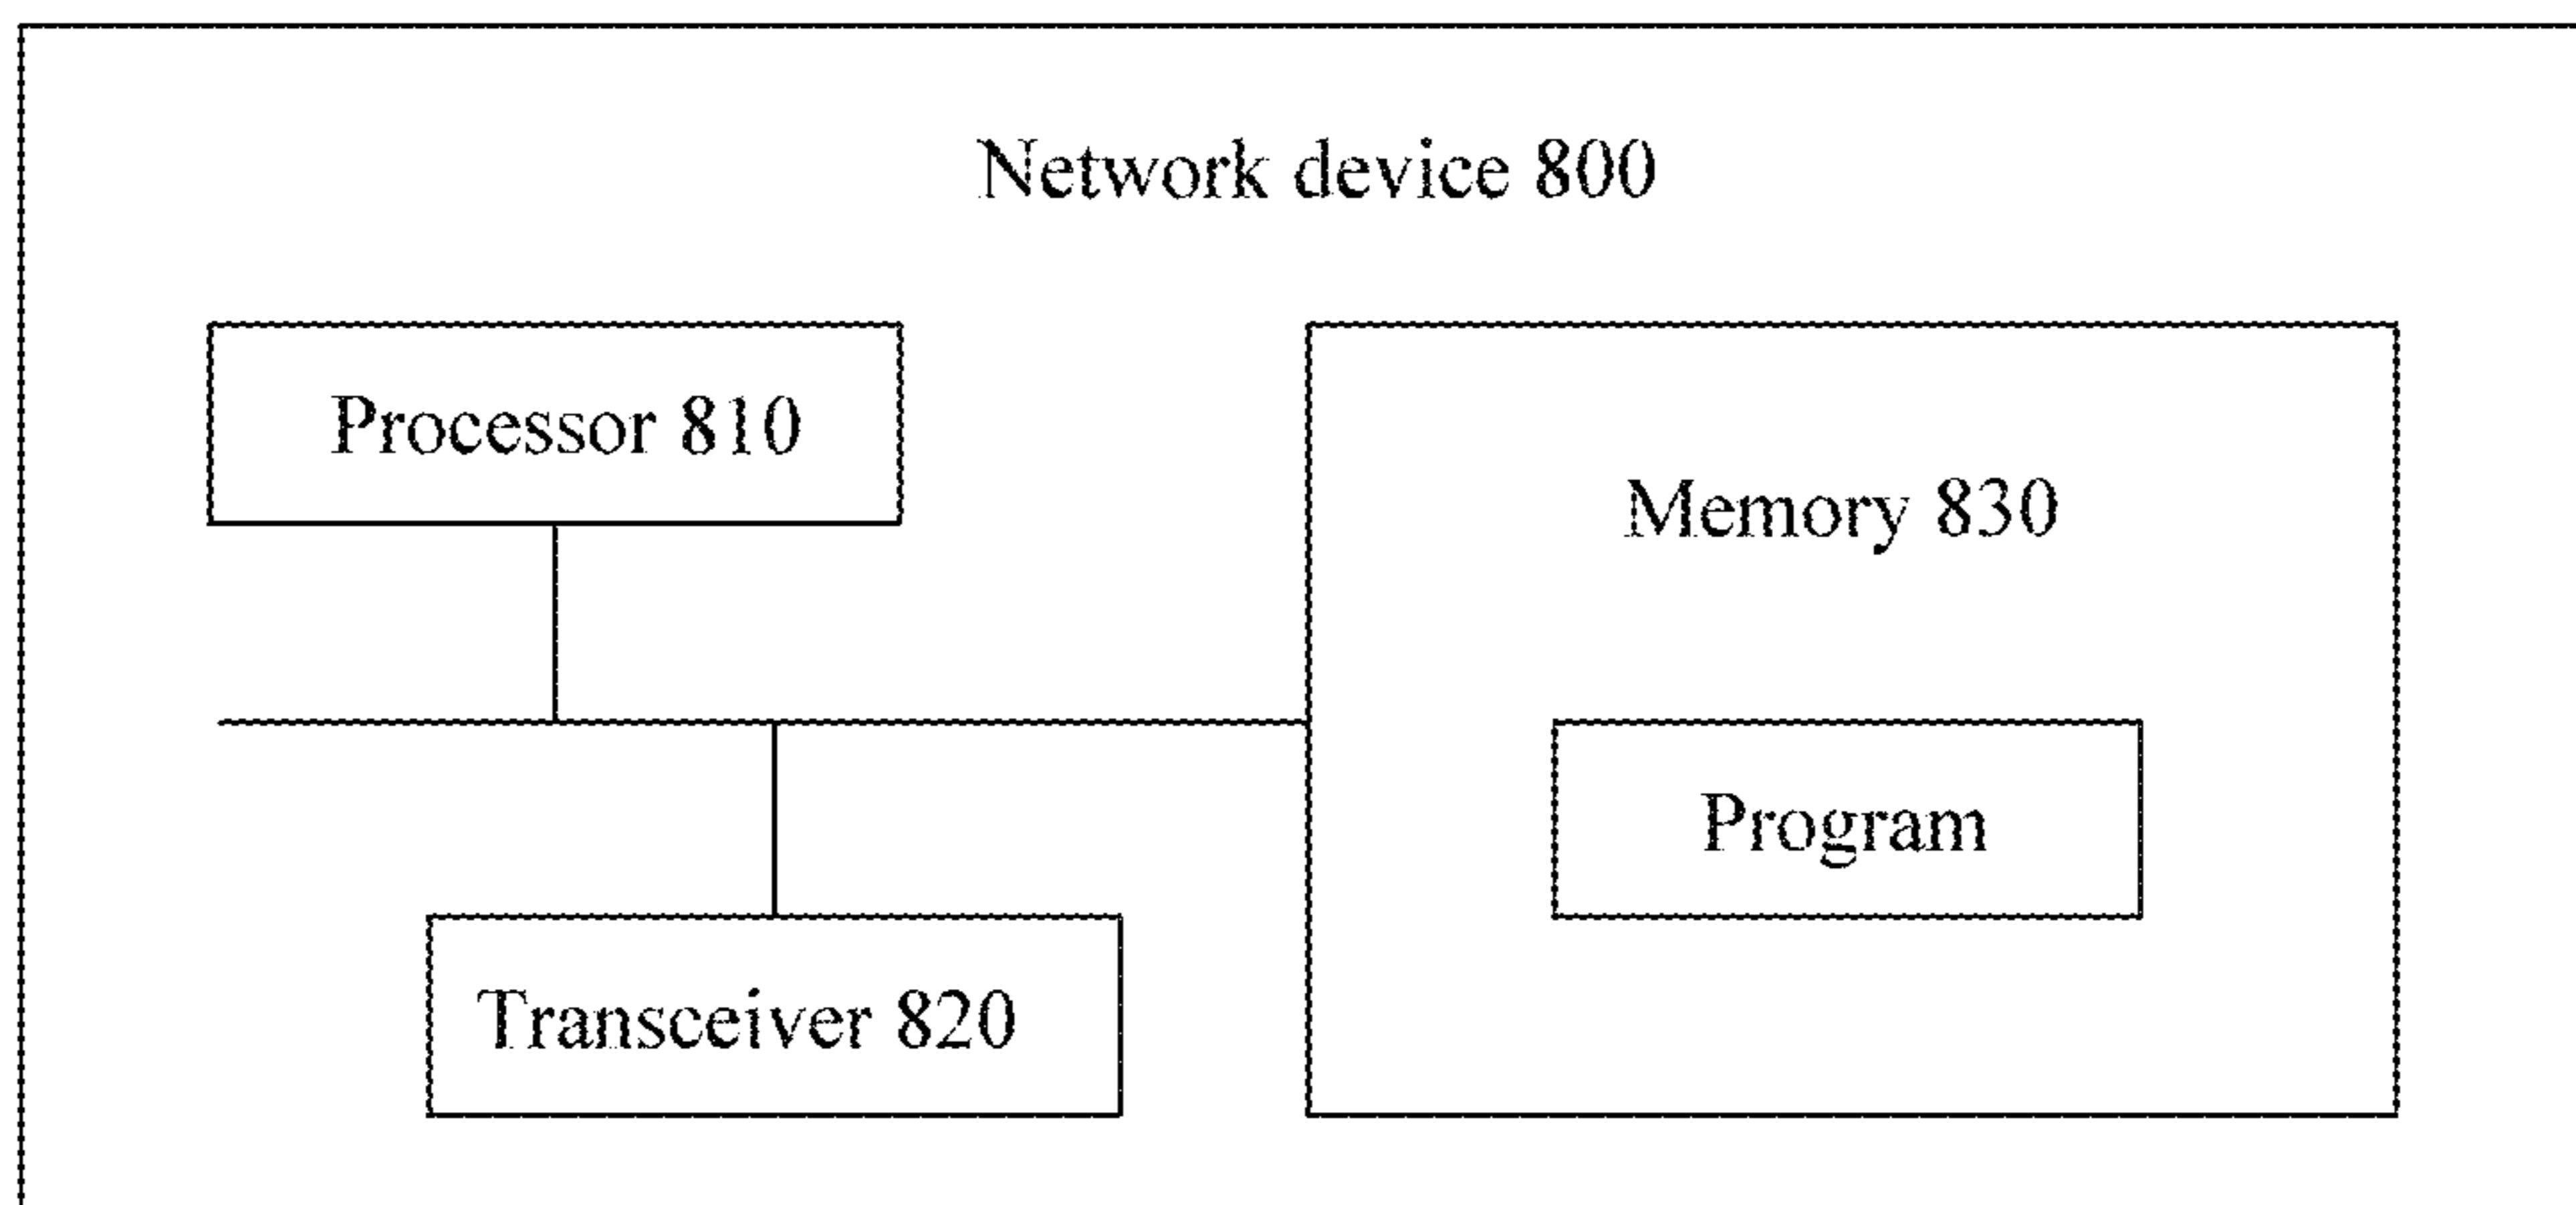 Network device 800
Processor 810
Memory 830
Program
Transceiver 820